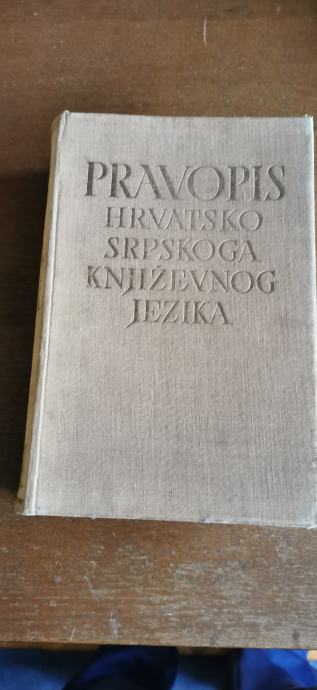 PRAVOPIS
HRVATSKO
SRPSKOGA
KNJIŽEVNOG
JEZIKA